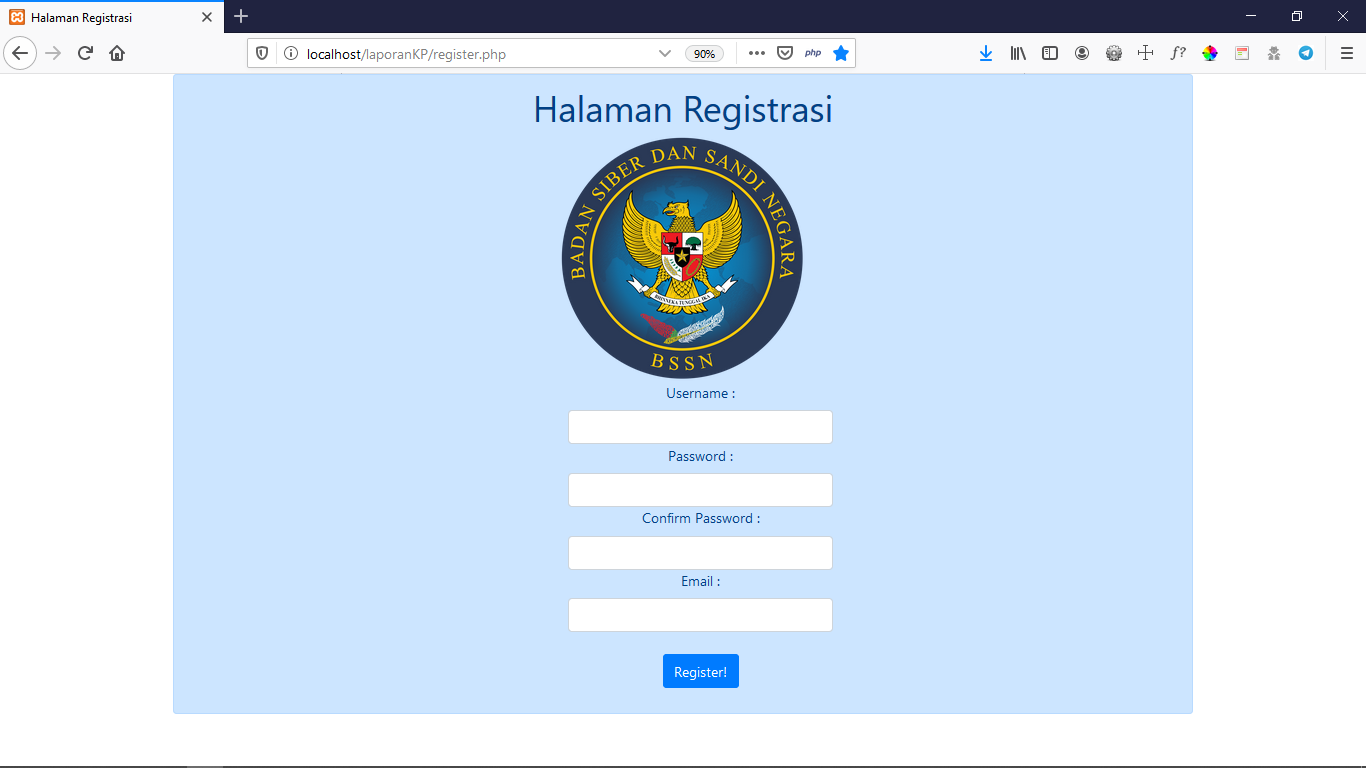 Halaman Registrasi
localhost/laporanKP/register.php
90%
php
f?
Halaman Registrasi
BADAN SIBER DAN SANDI NEGARA
BHINNEKA TUNGGAL IKA
BSSN
Username :
Password :
Confirm Password :
Email :
Register!